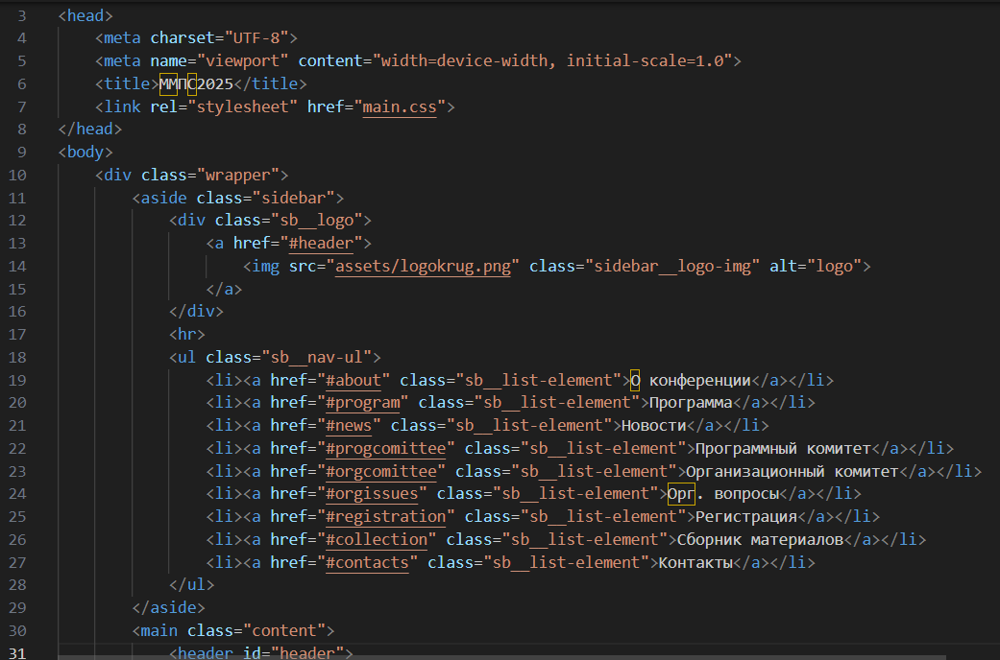 3 <head>
4 <meta charset="UTF-8">
5 <meta name="viewport" content="width=device-width, initial-scale=1.0">
6 <title>ММПС2025</title>
7 <link rel="stylesheet" href="main.css">
8 </head>
9 <body>
10 <div class="wrapper">
11 <aside class="sidebar">
12 <div class="sb__logo">
13 <a href="#header">
14 <img src="assets/logokrug.png" class="sidebar__logo-img" alt="logo">
15 </a>
16 </div>
17 <hr>
18 <ul class="sb__nav-ul">
19 <li><a href="#about" class="sb__list-element">О конференции</a></li>
20 <li><a href="#program" class="sb__list-element">Программа</a></li>
21 <li><a href="#news" class="sb__list-element">Новости</a></li>
22 <li><a href="#progcomittee" class="sb__list-element">Программный комитет</a></li>
23 <li><a href="#orgcomittee" class="sb__list-element">Организационный комитет</a></li>
24 <li><a href="#orgissues" class="sb__list-element">Орг. вопросы</a></li>
25 <li><a href="#registration" class="sb__list-element">Регистрация</a></li>
26 <li><a href="#collection" class="sb__list-element">Сборник материалов</a></li>
27 <li><a href="#contacts" class="sb__list-element">Контакты</a></li>
28 </ul>
29 </aside>
30 <main class="content">
31 <header id="header">